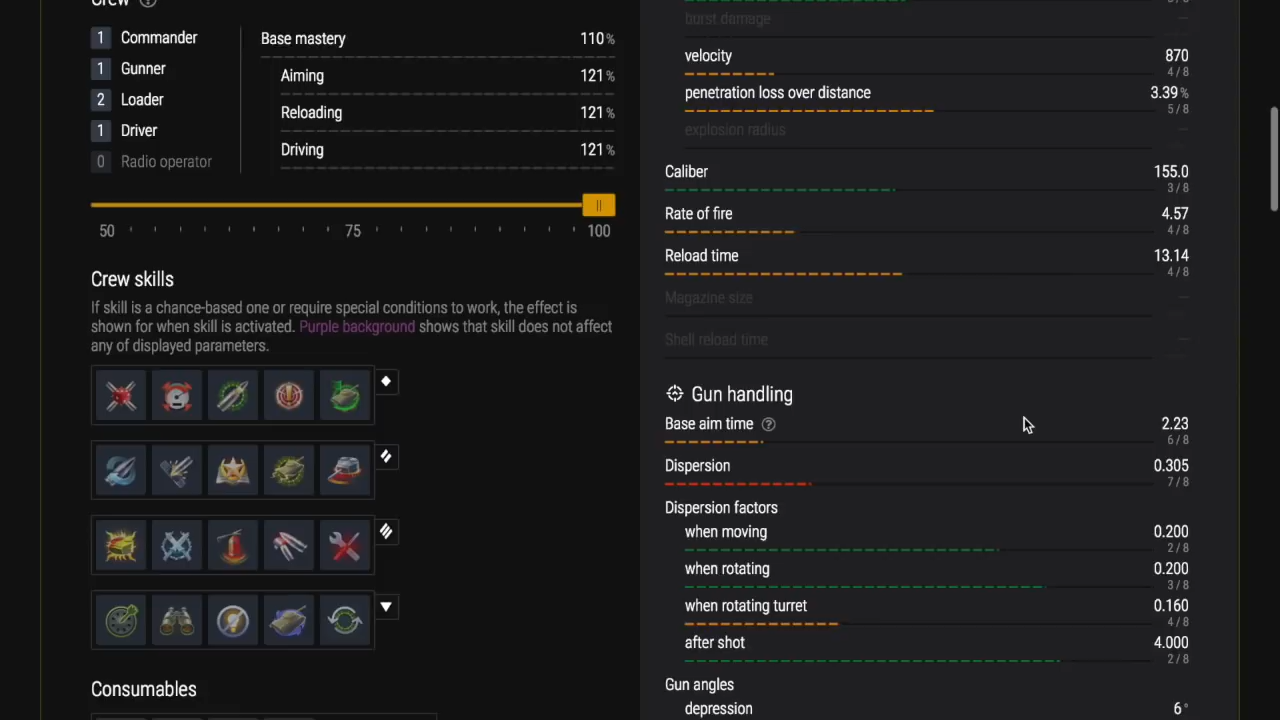 Crew ?
1 Commander
1 Gunner
2 Loader
1 Driver
0 Radio operator
Base mastery 110 %
Aiming 121 %
Reloading 121 %
Driving 121 %
50 75 100
Crew skills
If skill is a chance-based one or require special conditions to work, the effect is
shown for when skill is activated. Purple background shows that skill does not affect
any of displayed parameters.
Consumables
burst damage —
velocity 870
4 / 8
penetration loss over distance 3.39 %
5 / 8
explosion radius —
Caliber 155.0
3 / 8
Rate of fire 4.57
4 / 8
Reload time 13.14
4 / 8
Magazine size —
Shell reload time —
Gun handling
Base aim time ? 2.23
6 / 8
Dispersion 0.305
7 / 8
Dispersion factors
when moving 0.200
2 / 8
when rotating 0.200
3 / 8
when rotating turret 0.160
4 / 8
after shot 4.000
2 / 8
Gun angles
depression 6 °